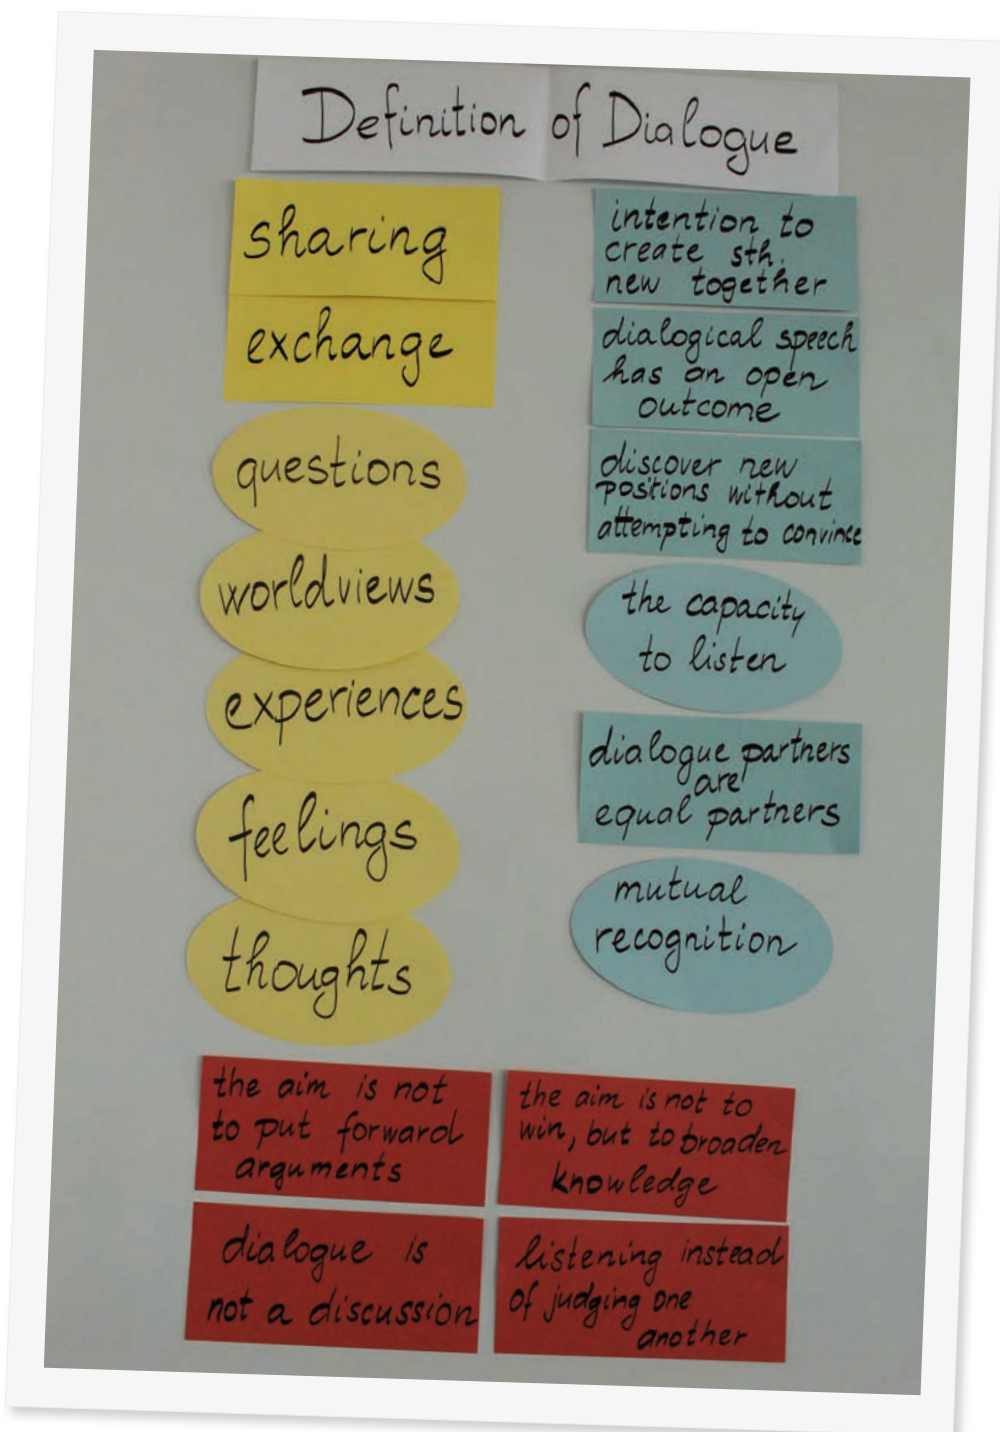 Definition of Dialogue
sharing
exchange
questions
worldviews
experiences
feelings
thoughts
intention to
create sth.
new together
dialogical speech
has an open
outcome
discover new
positions without
attempting to convince
the capacity
to listen
dialogue partners
are
equal partners
mutual
recognition
the aim is not
to put forward
arguments
the aim is not to
win, but to broaden
knowledge
dialogue is
not a discussion
listening instead
of judging one
another